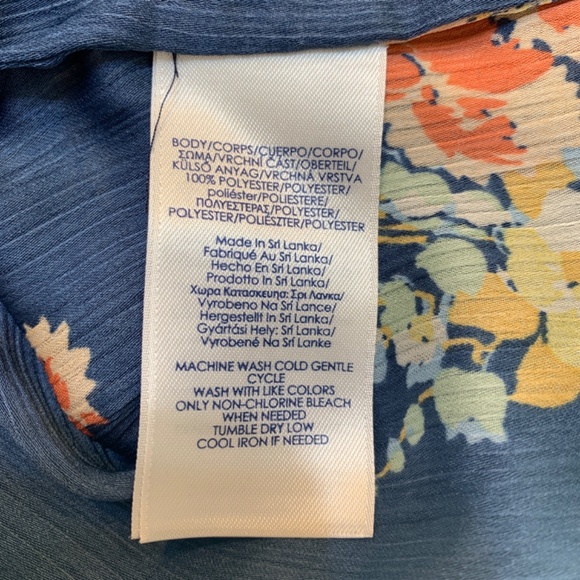 BODY/CORPS/CUERPO/CORPO/
ΣΩΜΑ/VRCHNÍ ČÁST/OBERTEIL/
KÜLSŐ ANYAG/VRCHNÁ VRSTVA
100% POLYESTER/POLYESTER/
poliéster/POLIESTERE/
ΠΟΛΥΕΣΤΕΡΑΣ/POLYESTER/
POLYESTER/POLIÉSZTER/POLYESTER
Made In Sri Lanka/
Fabriqué Au Sri Lanka/
Hecho En Sri Lanka/
Prodotto In Sri Lanka/
Χωρα Κατασκευης: Σρι Λανκα/
Vyrobeno Na Srí Lance/
Hergestellt In Sri Lanka/
Gyártási Hely: Srí Lanka/
Vyrobené Na Srí Lanke
MACHINE WASH COLD GENTLE
CYCLE
WASH WITH LIKE COLORS
ONLY NON-CHLORINE BLEACH
WHEN NEEDED
TUMBLE DRY LOW
COOL IRON IF NEEDED